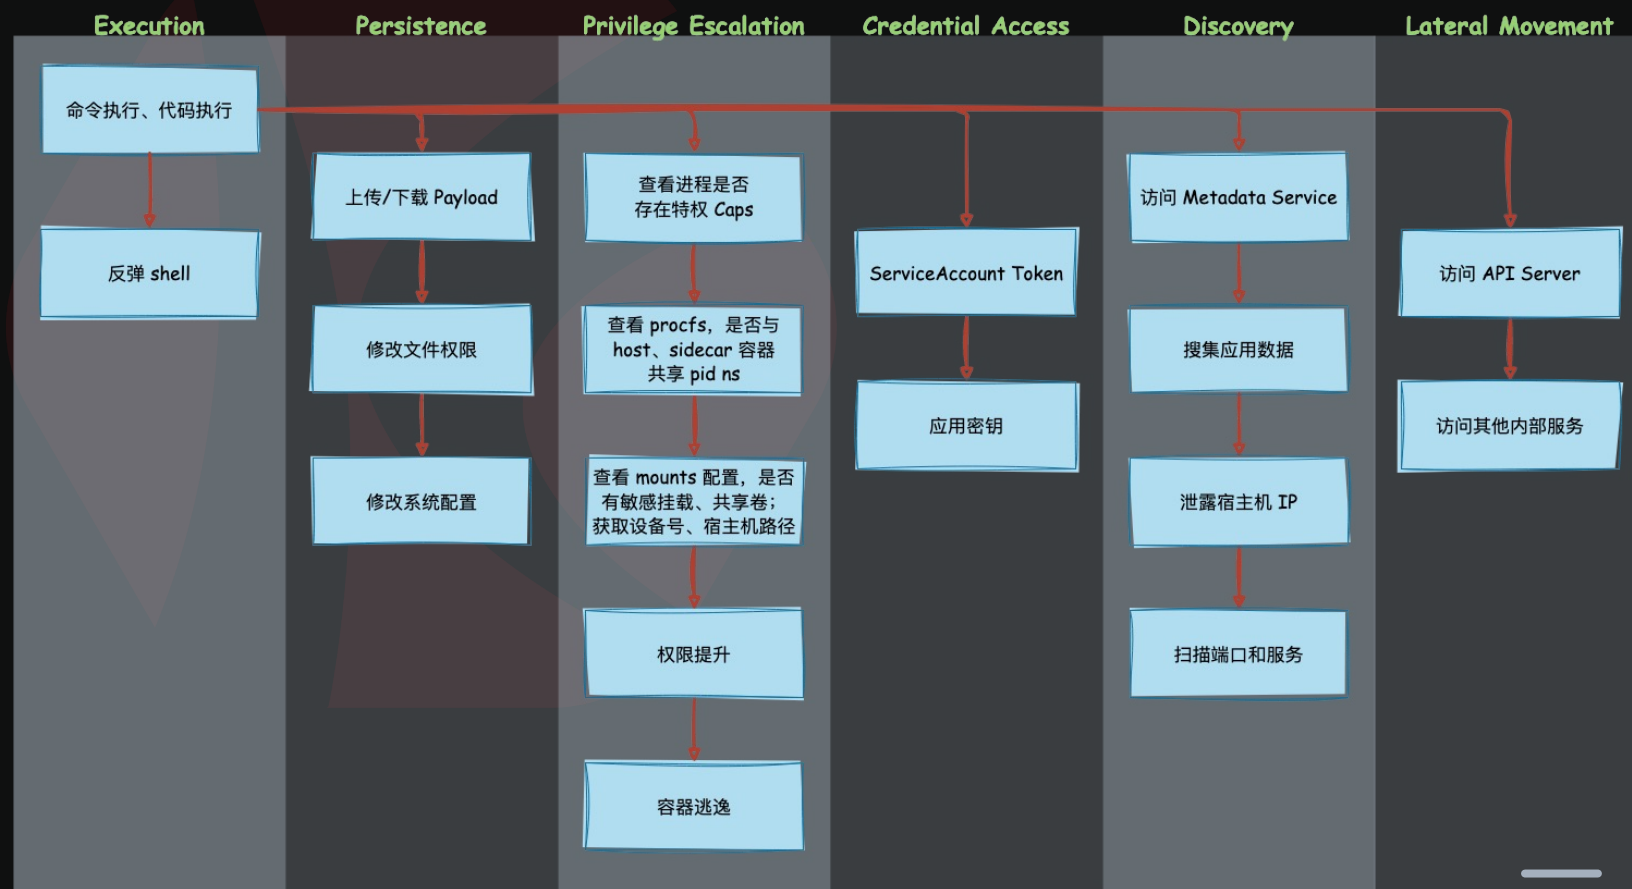 Execution
Persistence
Privilege Escalation
Credential Access
Discovery
Lateral Movement
命令执行、代码执行
反弹 shell
上传/下载 Payload
修改文件权限
修改系统配置
查看进程是否
存在特权 Caps
查看 procfs，是否与
host、sidecar 容器
共享 pid ns
查看 mounts 配置，是否
有敏感挂载、共享卷；
获取设备号、宿主机路径
权限提升
容器逃逸
ServiceAccount Token
应用密钥
访问 Metadata Service
搜集应用数据
泄露宿主机 IP
扫描端口和服务
访问 API Server
访问其他内部服务